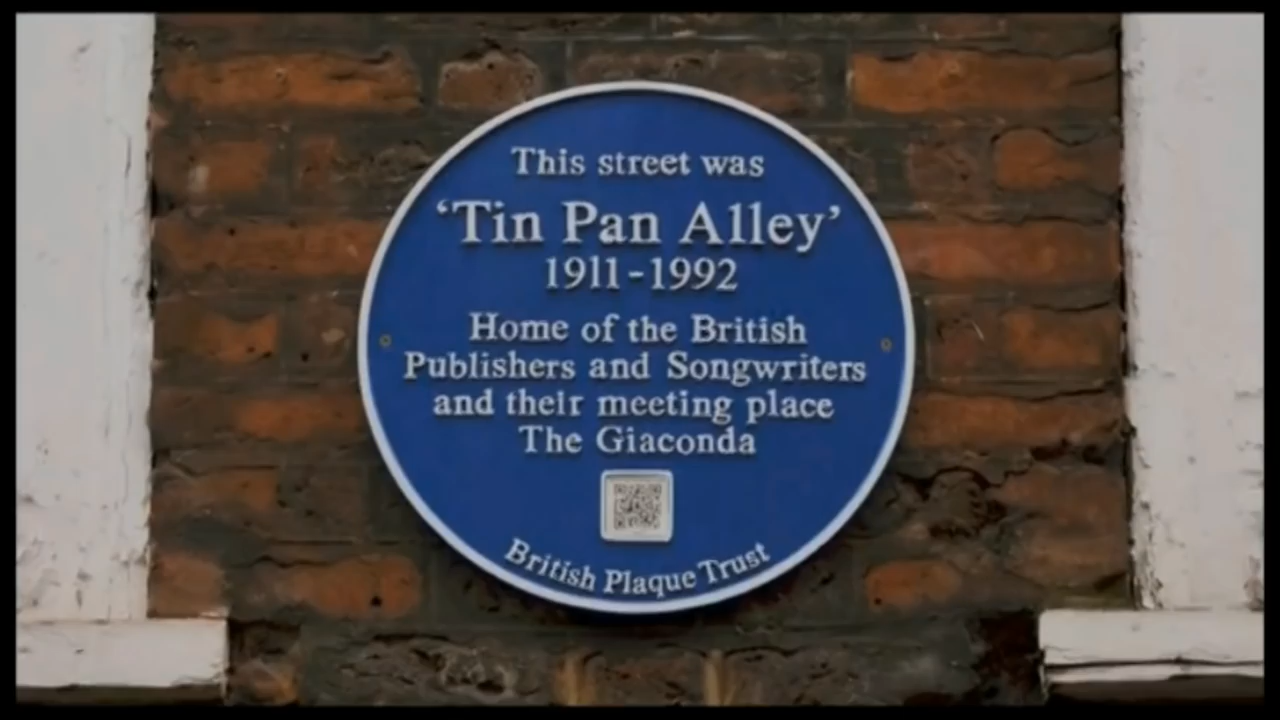 This street was
‘Tin Pan Alley’
1911-1992
Home of the British
Publishers and Songwriters
and their meeting place
The Giaconda
British Plaque Trust